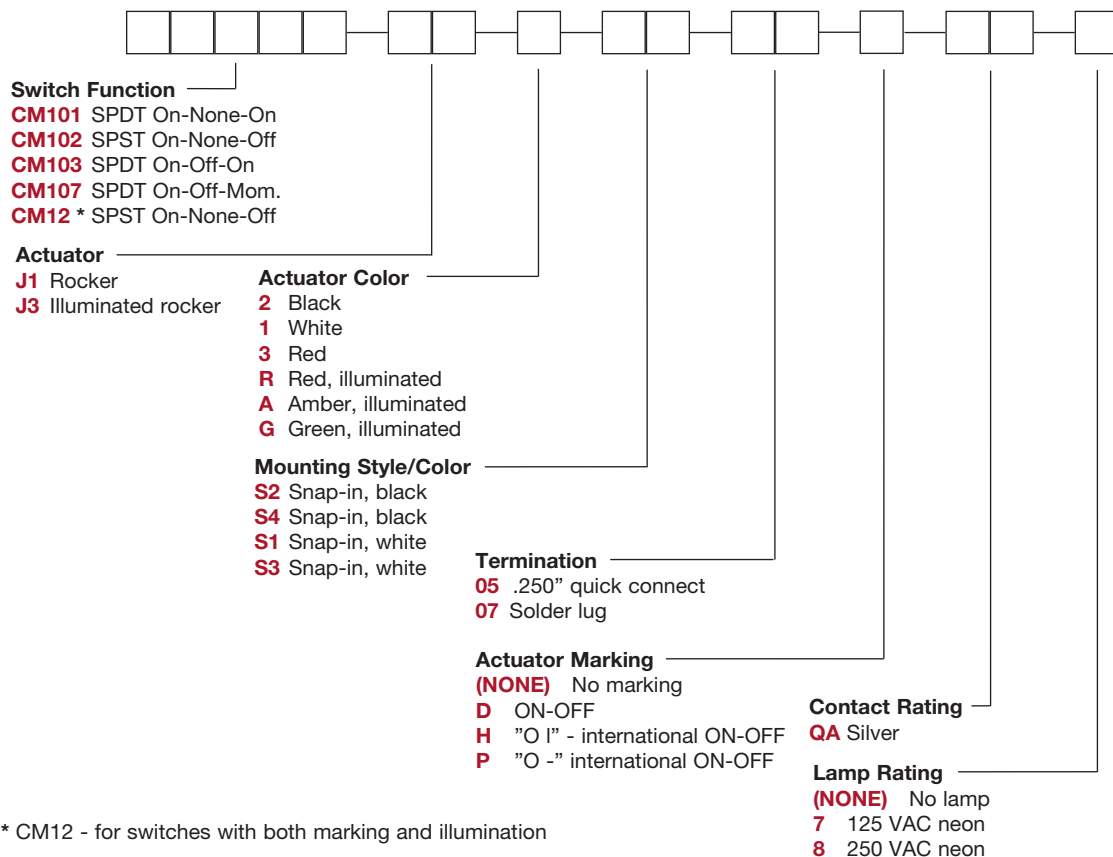 Switch Function
CM101 SPDT On-None-On
CM102 SPST On-None-Off
CM103 SPDT On-Off-On
CM107 SPDT On-Off-Mom.
CM12 * SPST On-None-Off
Actuator
J1 Rocker
J3 Illuminated rocker
Actuator Color
2 Black
1 White
3 Red
R Red, illuminated
A Amber, illuminated
G Green, illuminated
Mounting Style/Color
S2 Snap-in, black
S4 Snap-in, black
S1 Snap-in, white
S3 Snap-in, white
Termination
05 .250” quick connect
07 Solder lug
Actuator Marking
(NONE) No marking
D ON-OFF
H ”O I” - international ON-OFF
P ”O -” international ON-OFF
Contact Rating
QA Silver
Lamp Rating
(NONE) No lamp
7 125 VAC neon
8 250 VAC neon
* CM12 - for switches with both marking and illumination